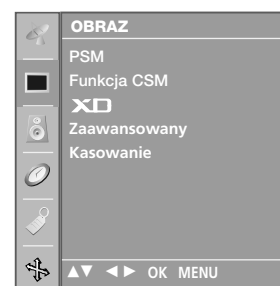 OBRAZ
PSM
Funkcja CSM
XD
Zaawansowany
Kasowanie
▲▼ ◄► OK MENU